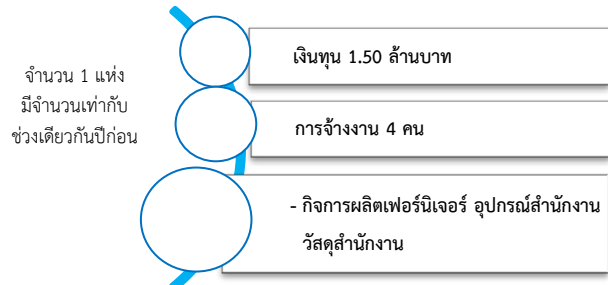 จำนวน 1 แห่ง
มีจำนวนเท่ากับ
ช่วงเดียวกันปีก่อน
เงินทุน 1.50 ล้านบาท
การจ้างงาน 4 คน
- กิจการผลิตเฟอร์นิเจอร์ อุปกรณ์สำนักงาน
วัสดุสำนักงาน